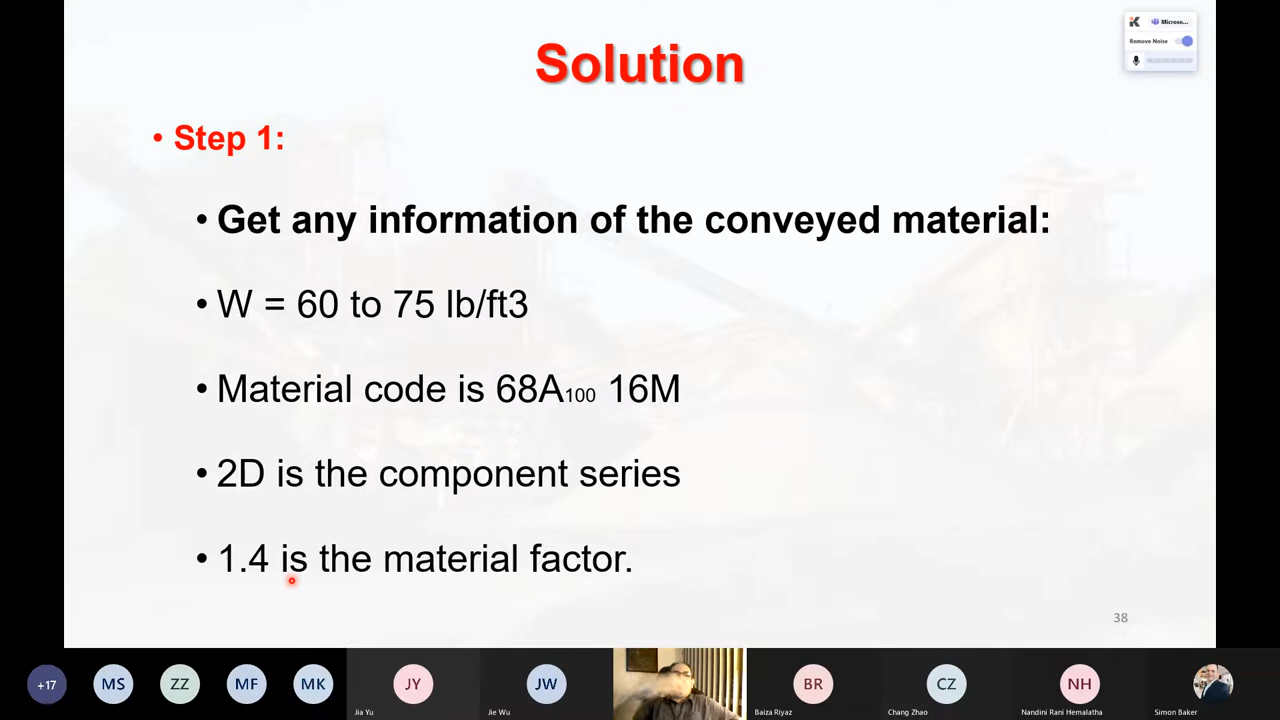 Solution
Microso...
Remove Noise
• Step 1:
• Get any information of the conveyed material:
• W = 60 to 75 lb/ft3
• Material code is 68A100 16M
• 2D is the component series
• 1.4 is the material factor.
38
+17
MS
ZZ
MF
MK
JY
JW
BR
CZ
NH
Jia Yu
Jie Wu
Baiza Riyaz
Chang Zhao
Nandini Rani Hemalatha
Simon Baker